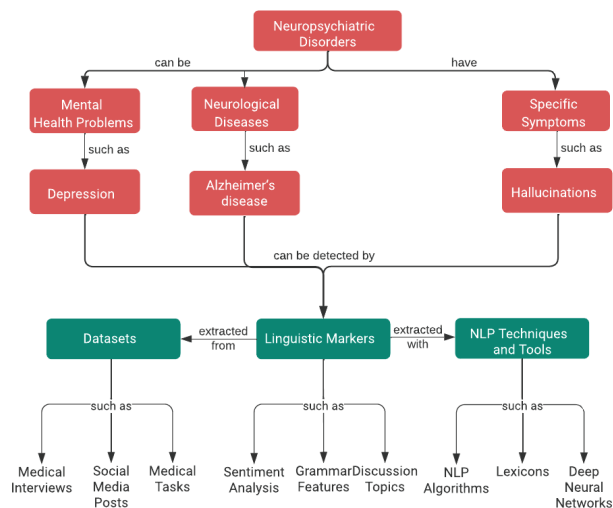 Neuropsychiatric
Disorders
can be
have
Mental
Health Problems
Neurological
Diseases
Specific
Symptoms
such as
such as
such as
Depression
Alzheimer's
disease
Hallucinations
can be detected by
Datasets
extracted
from
Linguistic Markers
extracted
with
NLP Techniques
and Tools
such as
such as
such as
Medical
Interviews
Social
Media
Posts
Medical
Tasks
Sentiment
Analysis
Grammar
Features
Discussion
Topics
NLP
Algorithms
Lexicons
Deep
Neural
Networks